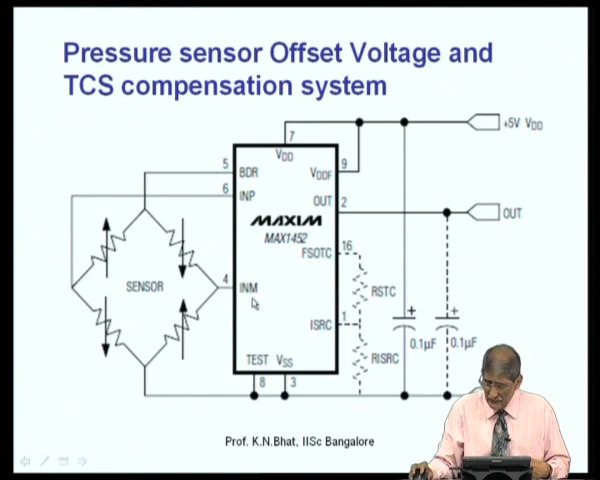 Pressure sensor Offset Voltage and
TCS compensation system
+5V VDD
7
VDD
5
BDR
VDDF
9
6
INP
OUT
2
OUT
MAXIM
MAX1452
FSOTC
16
SENSOR
4
INM
RSTC
ISRC
1
+
+
0.1μF
0.1μF
RISRC
TEST
VSS
8
3
Prof. K.N.Bhat, IISc Bangalore